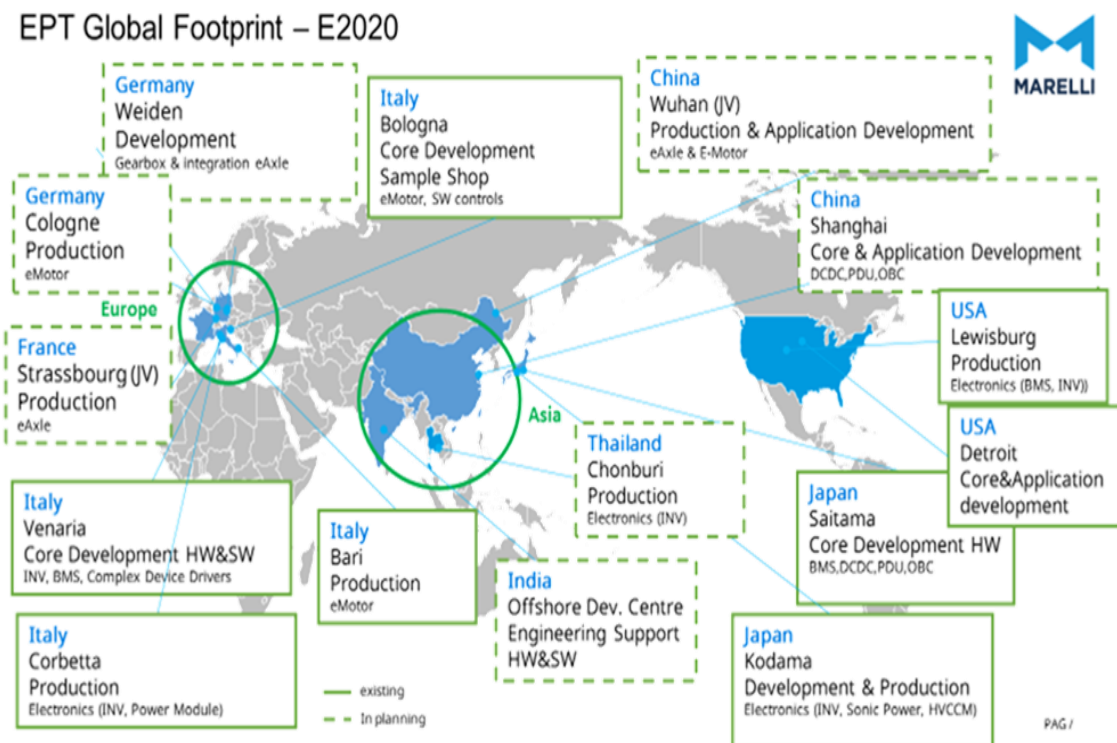 EPT Global Footprint – E2020
MARELLI
Germany
Weiden
Development
Gearbox & integration eAxle
Italy
Bologna
Core Development
Sample Shop
eMotor, SW controls
China
Wuhan (JV)
Production & Application Development
eAxle & E-Motor
Germany
Cologne
Production
eMotor
China
Shanghai
Core & Application Development
DCDC,PDU,OBC
Europe
Asia
France
Strassbourg (JV)
Production
eAxle
USA
Lewisburg
Production
Electronics (BMS, INV))
USA
Detroit
Core&Application
development
Thailand
Chonburi
Production
Electronics (INV)
Italy
Venaria
Core Development HW&SW
INV, BMS, Complex Device Drivers
Italy
Bari
Production
eMotor
Japan
Saitama
Core Development HW
BMS,DCDC,PDU,OBC
India
Offshore Dev. Centre
Engineering Support
HW&SW
Italy
Corbetta
Production
Electronics (INV, Power Module)
Japan
Kodama
Development & Production
Electronics (INV, Sonic Power, HVCCM)
existing
In planning
PAG /